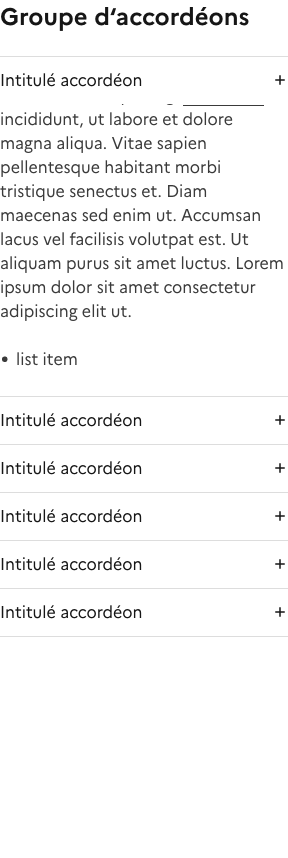 Groupe d‘accordéons
Intitulé accordéon +
incididunt, ut labore et dolore
magna aliqua. Vitae sapien
pellentesque habitant morbi
tristique senectus et. Diam
maecenas sed enim ut. Accumsan
lacus vel facilisis volutpat est. Ut
aliquam purus sit amet luctus. Lorem
ipsum dolor sit amet consectetur
adipiscing elit ut.
• list item
Intitulé accordéon +
Intitulé accordéon +
Intitulé accordéon +
Intitulé accordéon +
Intitulé accordéon +